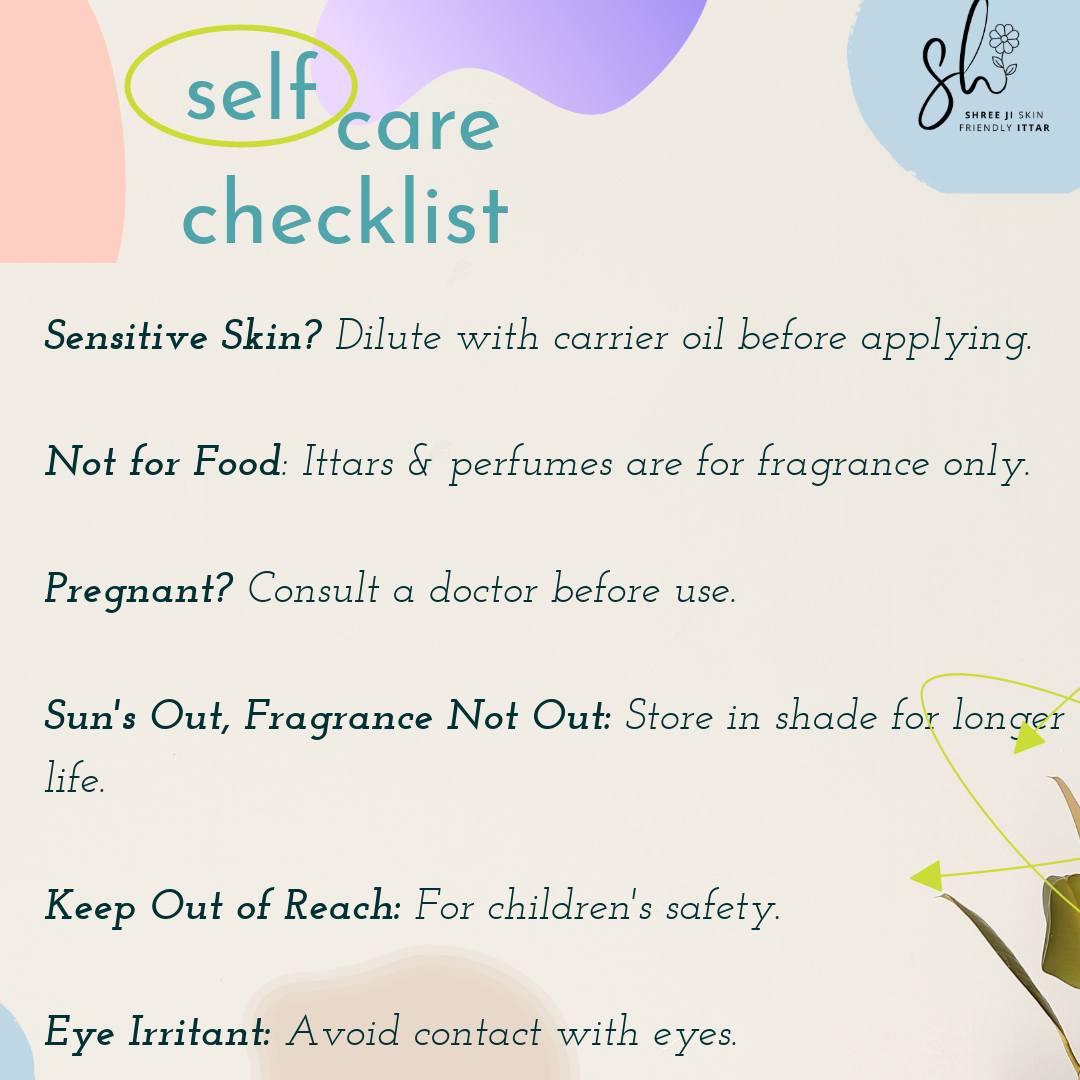 self
care
checklist
sh
SHREE JI SKIN
FRIENDLY ITTAR
Sensitive Skin? Dilute with carrier oil before applying.
Not for Food: Ittars & perfumes are for fragrance only.
Pregnant? Consult a doctor before use.
Sun's Out, Fragrance Not Out: Store in shade for longer
life.
Keep Out of Reach: For children's safety.
Eye Irritant: Avoid contact with eyes.